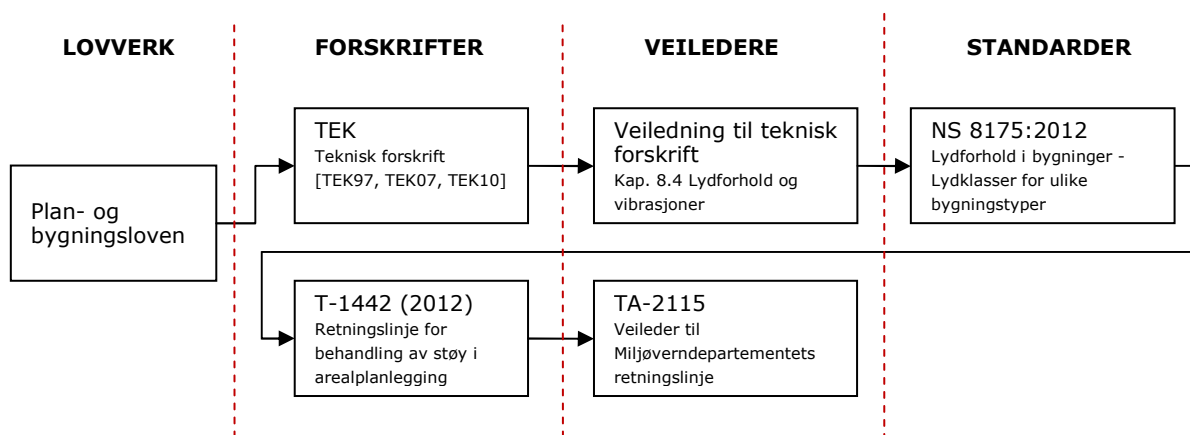 LOVVERK
FORSKRIFTER
VEILEDERE
STANDARDER
Plan- og
bygningsloven
TEK
Teknisk forskrift
[TEK97, TEK07, TEK10]
Veiledning til teknisk
forskrift
Kap. 8.4 Lydforhold og
vibrasjoner
NS 8175:2012
Lydforhold i bygninger -
Lydklasser for ulike
bygningstyper
T-1442 (2012)
Retningslinje for
behandling av støy i
arealplanlegging
TA-2115
Veileder til
Miljøverndepartementets
retningslinje